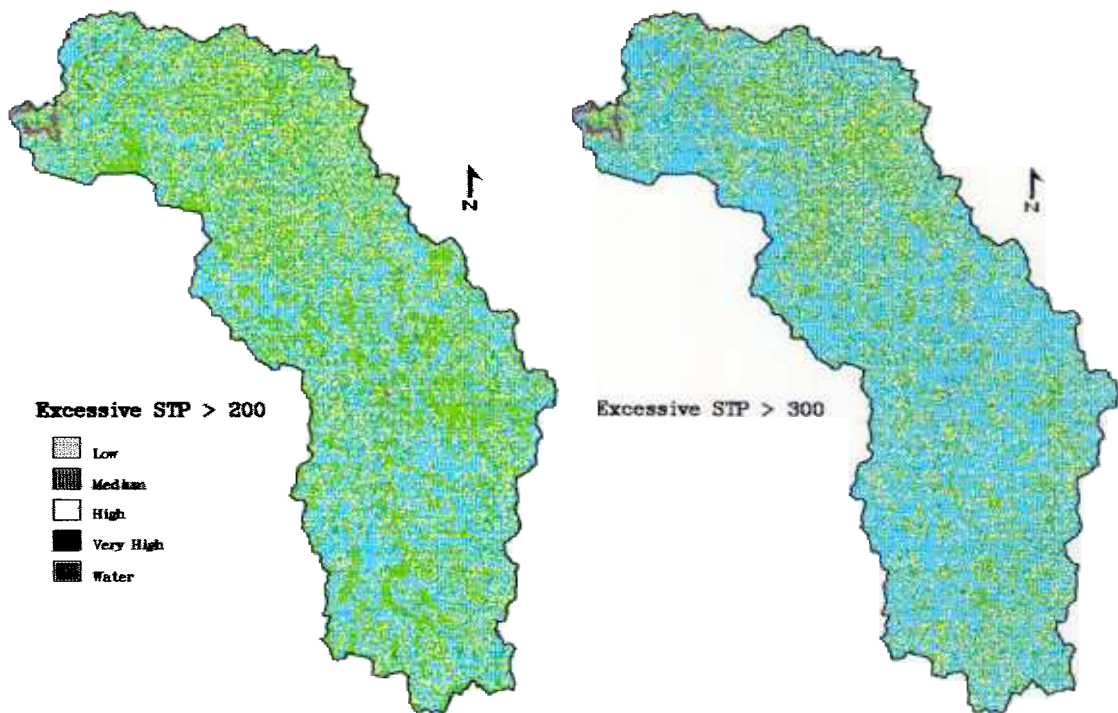 N
N
Excessive STP > 200
Excessive STP > 300
Low
Medium
High
Very High
Water